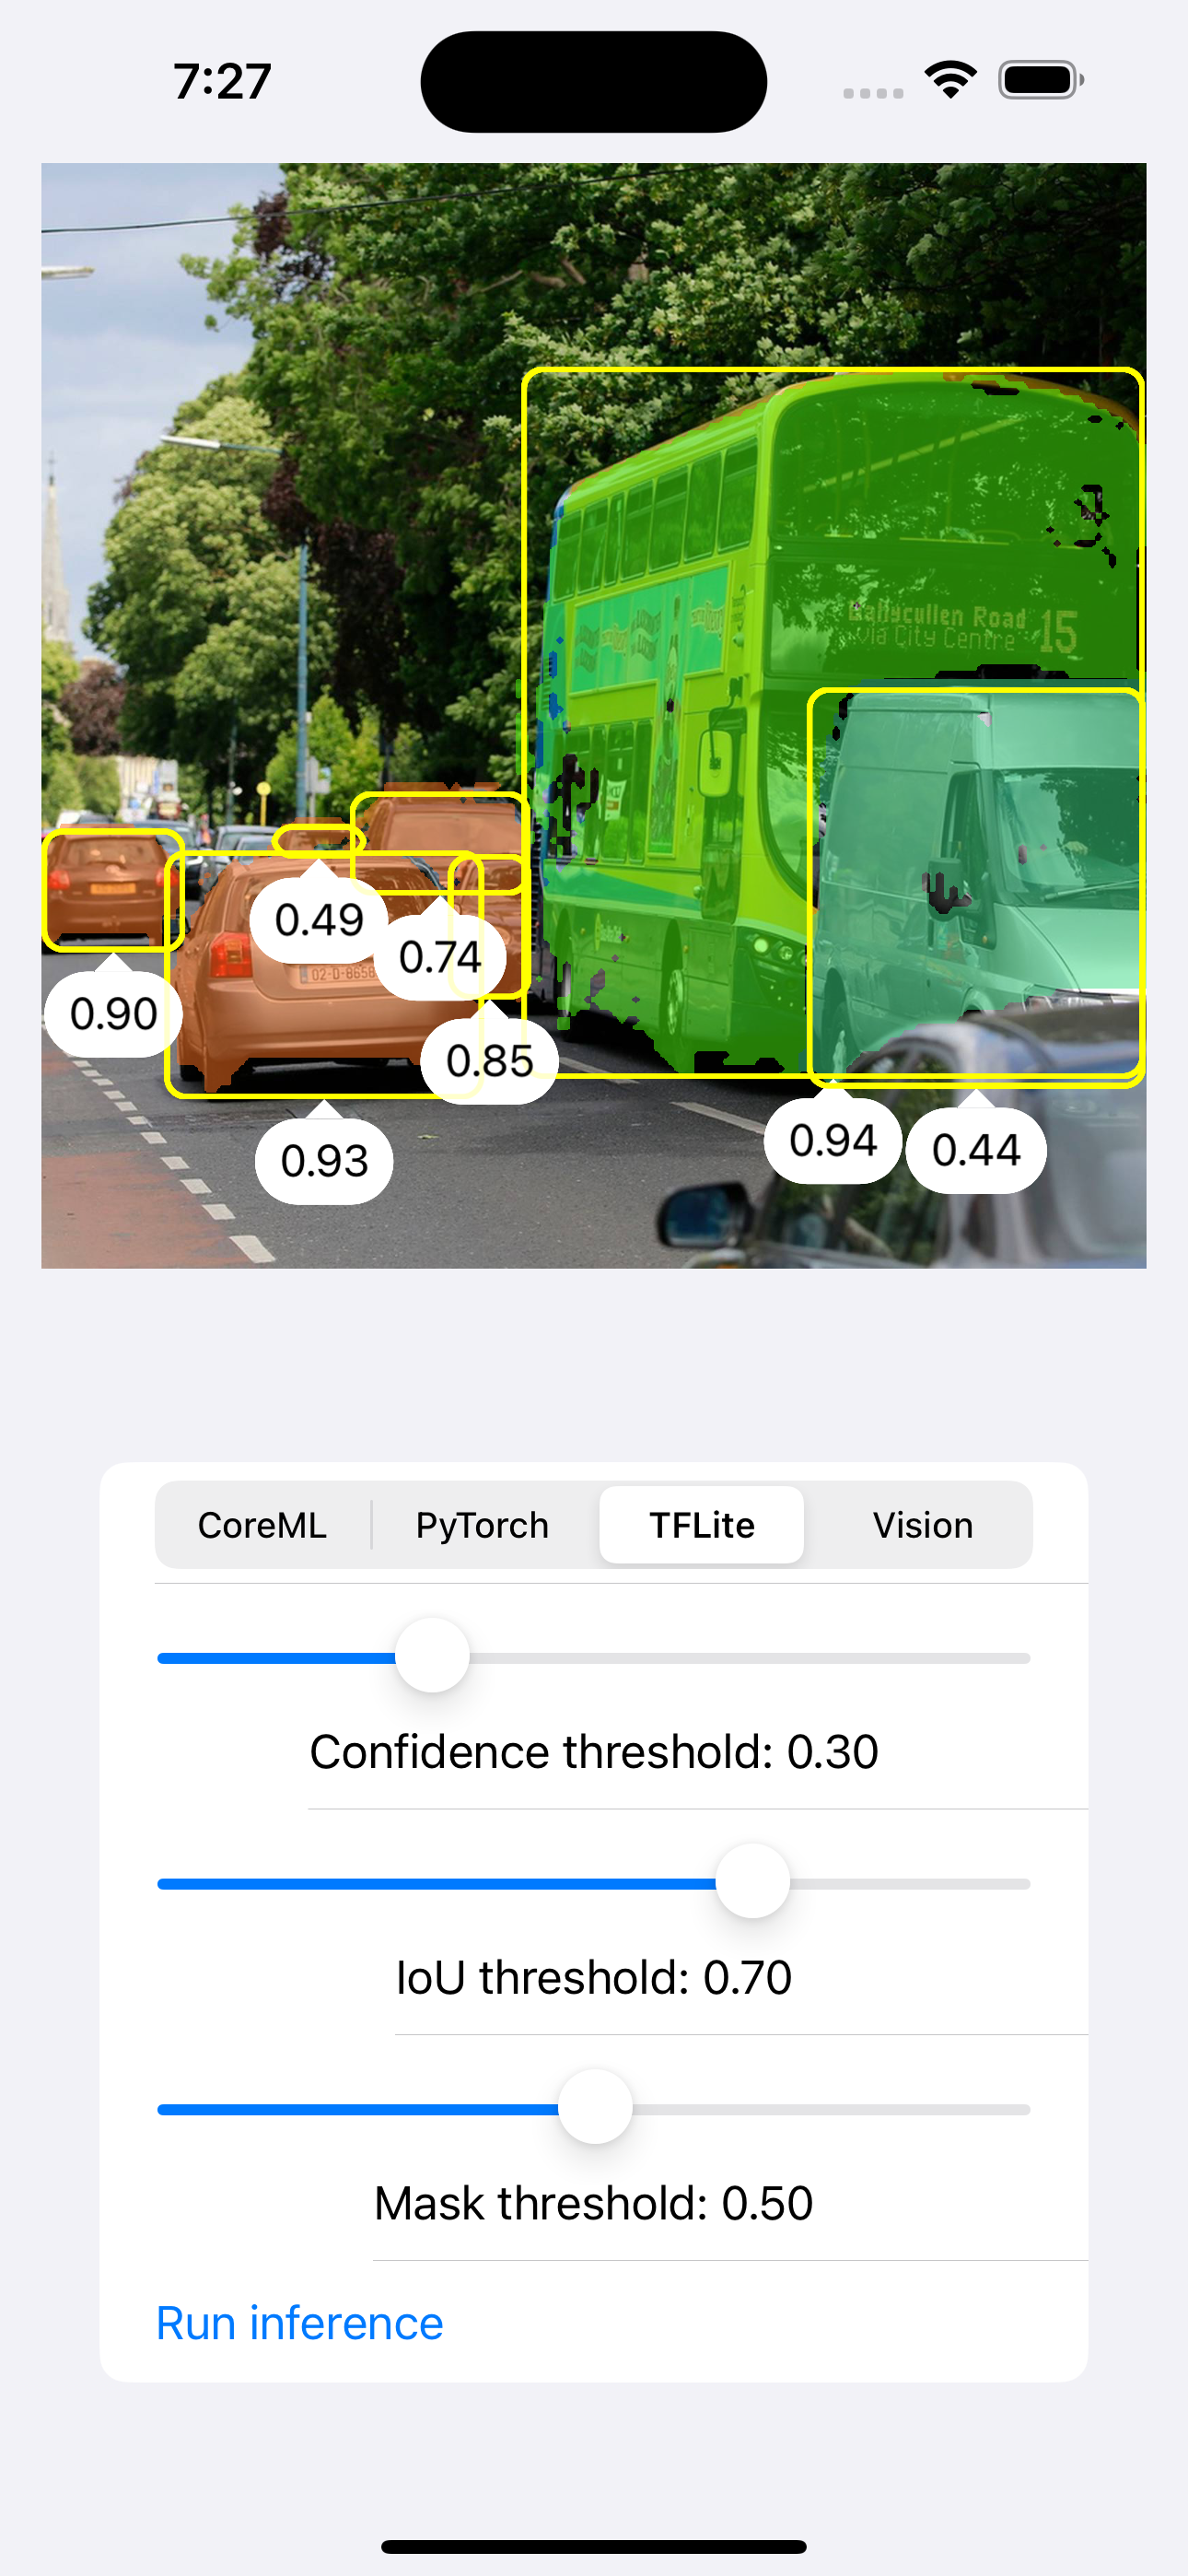 7:27
Ballycullen Road 15
Via City Centre
0.49
0.74
0.90
02-D-8658
0.85
0.93
0.94
0.44
CoreML
PyTorch
TFLite
Vision
Confidence threshold: 0.30
IoU threshold: 0.70
Mask threshold: 0.50
Run inference